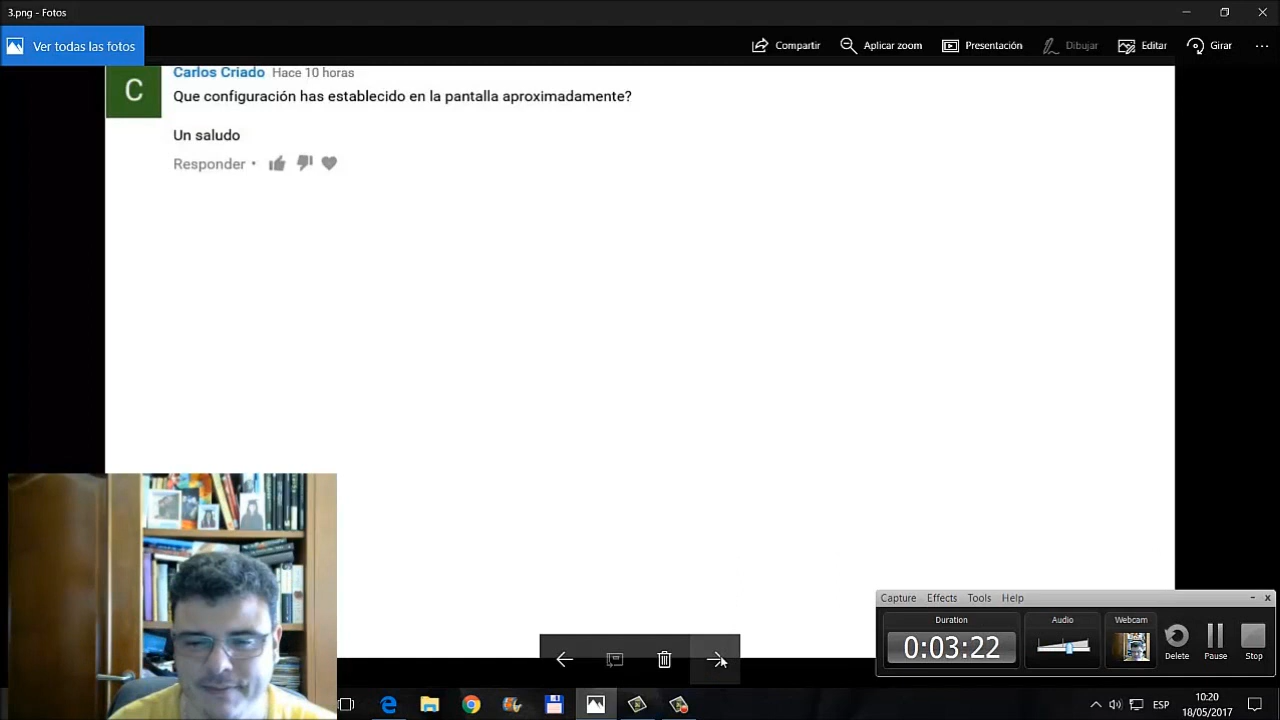 3.png - Fotos
Ver todas las fotos
Compartir
Aplicar zoom
Presentación
Dibujar
Editar
Girar
C
Carlos Criado Hace 10 horas
Que configuración has establecido en la pantalla aproximadamente?
Un saludo
Responder •
Capture Effects Tools Help
Duration
0:03:22
Audio
Webcam
Delete
Pause
Stop
ESP
10:20
18/05/2017